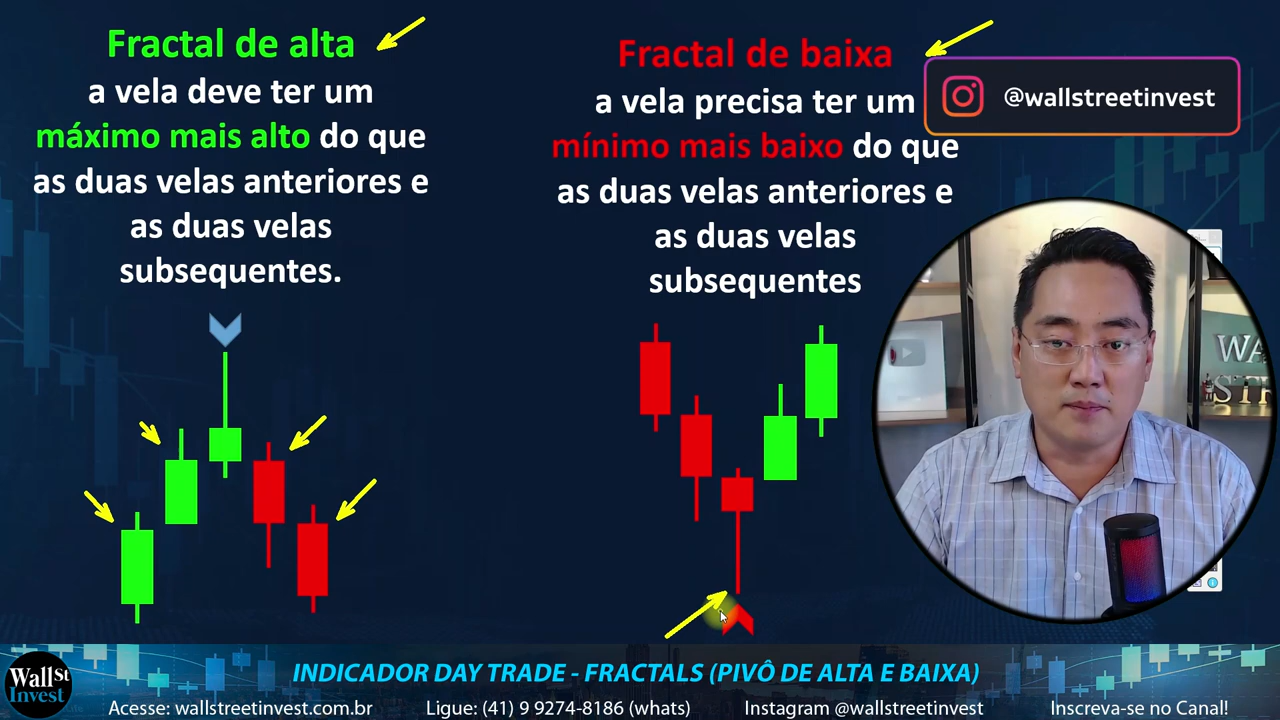 Fractal de alta
a vela deve ter um
máximo mais alto do que
as duas velas anteriores e
as duas velas
subsequentes.
Fractal de baixa
a vela precisa ter um
mínimo mais baixo do que
as duas velas anteriores e
as duas velas
subsequentes
@wallstreetinvest
WA
STR
INDICADOR DAY TRADE - FRACTALS (PIVÔ DE ALTA E BAIXA)
Wall St
Invest
Acesse: wallstreetinvest.com.br
Ligue: (41) 9 9274-8186 (whats)
Instagram @wallstreetinvest
Inscreva-se no Canal!